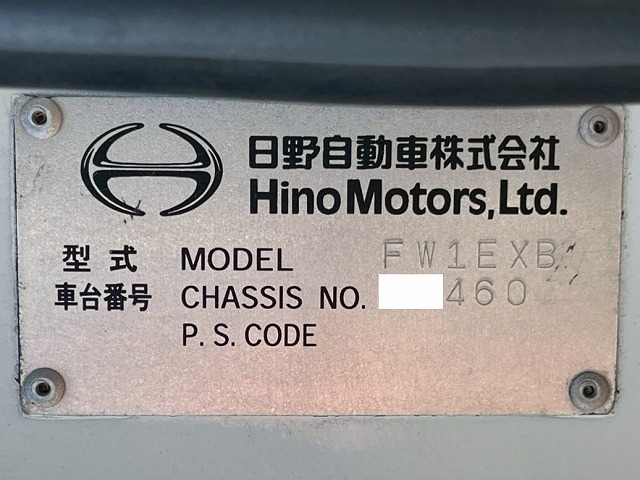 日野自動車株式会社
Hino Motors, Ltd.
型式 MODEL FW1EXB
車台番号 CHASSIS NO. 460
P.S.CODE